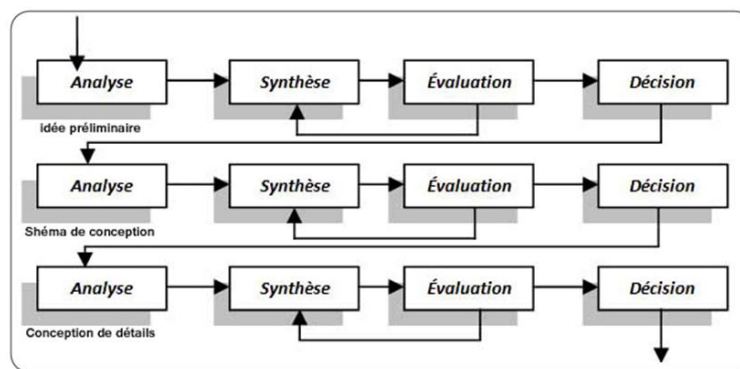 Analyse Synthèse Évaluation Décision
idée préliminaire
Analyse Synthèse Évaluation Décision
Shéma de conception
Analyse Synthèse Évaluation Décision
Conception de détails